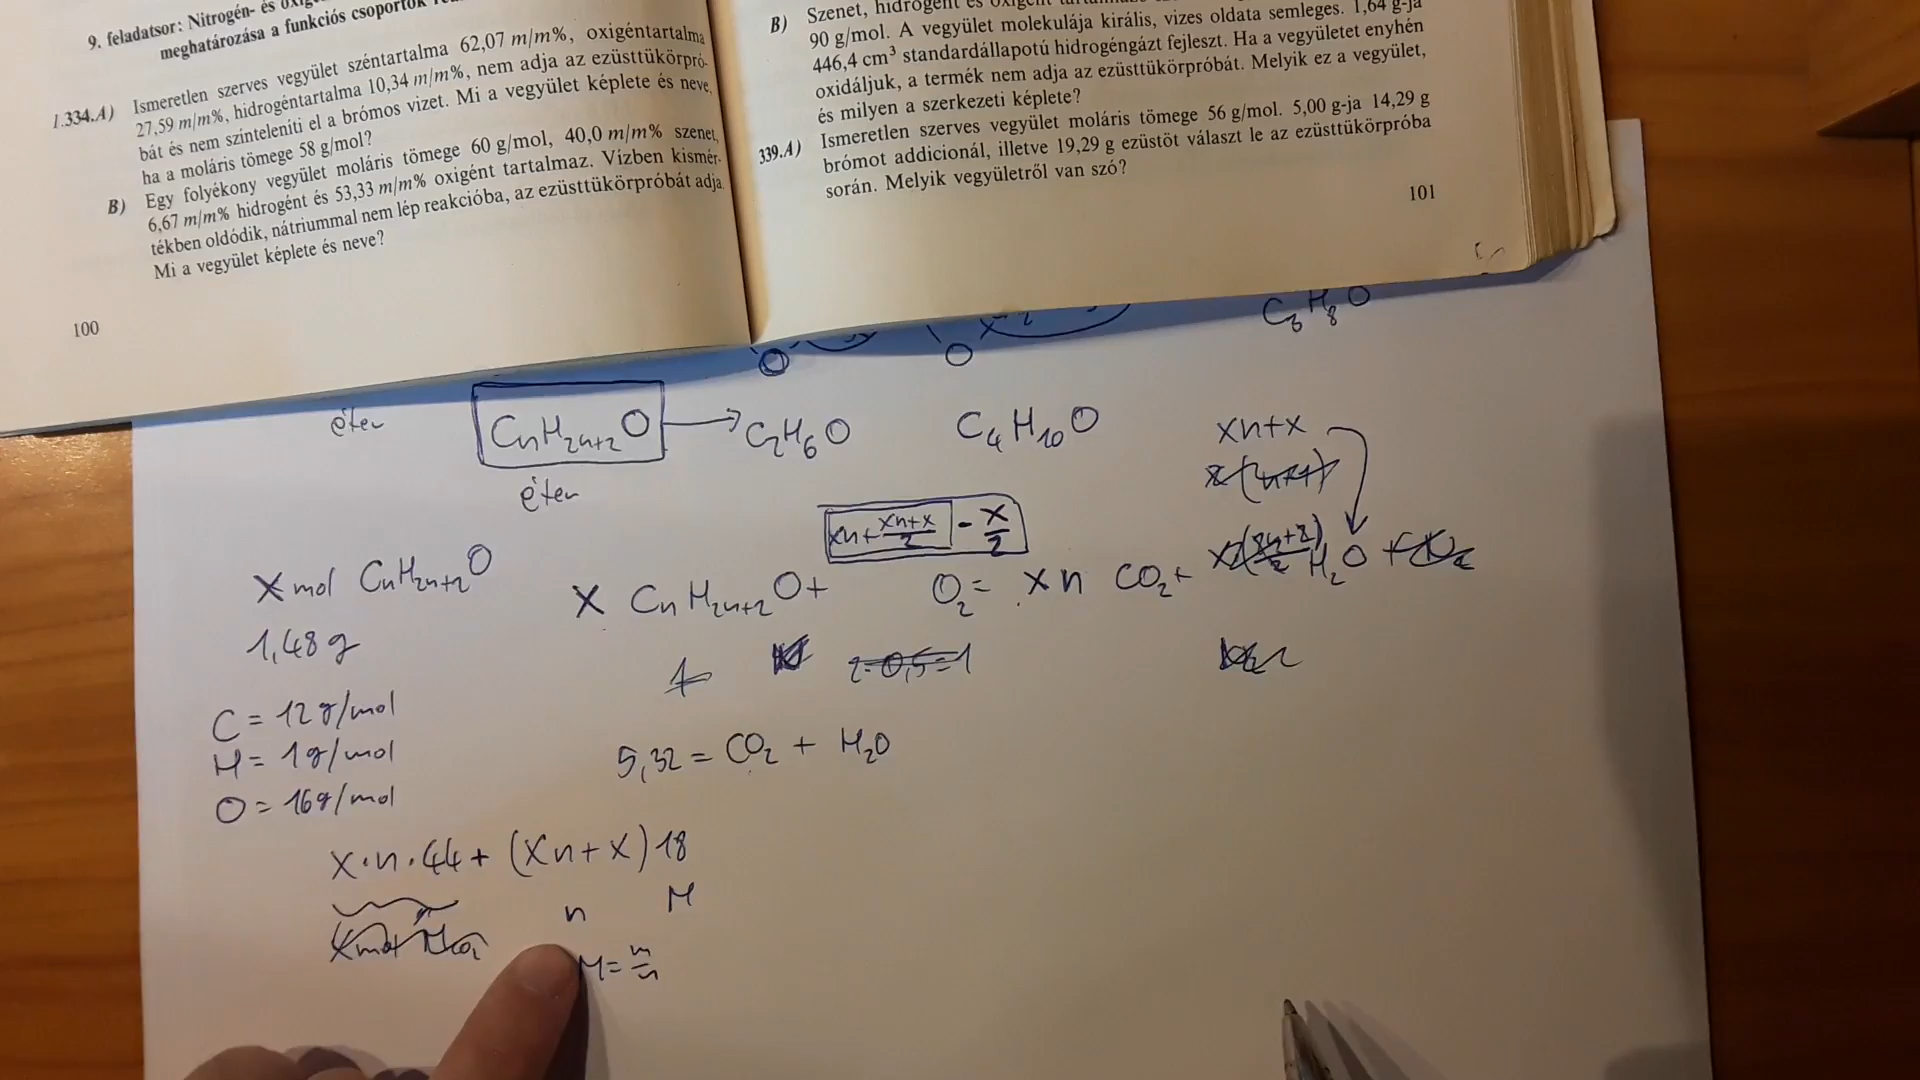 9. feladatsor: Nitrogén- és
meghatározása a funkciós csoportok
1.334.A) Ismeretlen szerves vegyület széntartalma 62,07 m/m%, oxigéntartalma
27,59 m/m%, hidrogéntartalma 10,34 m/m%, nem adja az ezüsttükörpró-
bát és nem színteleníti el a brómos vizet. Mi a vegyület képlete és neve,
ha a moláris tömege 58 g/mol?
B) Egy folyékony vegyület moláris tömege 60 g/mol, 40,0 m/m% szenet,
6,67 m/m% hidrogént és 53,33 m/m% oxigént tartalmaz. Vízben kismér-
tékben oldódik, nátriummal nem lép reakcióba, az ezüsttükörpróbát adja.
Mi a vegyület képlete és neve?
100
B) Szenet, hidrogént és oxigént
90 g/mol. A vegyület molekulája királis, vizes oldata semleges. 1,64 g-ja
446,4 cm³ standardállapotú hidrogéngázt fejleszt. Ha a vegyületet enyhén
oxidáljuk, a termék nem adja az ezüsttükörpróbát. Melyik ez a vegyület,
és milyen a szerkezeti képlete?
339.A) Ismeretlen szerves vegyület moláris tömege 56 g/mol. 5,00 g-ja 14,29 g
brómot addicionál, illetve 19,29 g ezüstöt választ le az ezüsttükörpróba
során. Melyik vegyületről van szó?
101
C₃H₈O
éter CnH2n+2O → C₂H₆O C₄H₁₀O xn+x
éter
xn+ (xn+x)/2 - x/2
x mol CnH2n+2O x CnH2n+2O + O₂ = xn CO₂ + H₂O
1,48 g
C = 12 g/mol
H = 1 g/mol
O = 16 g/mol
5,32 = CO₂ + H₂O
x·n·44 + (xn+x)18
n M
M = m/n